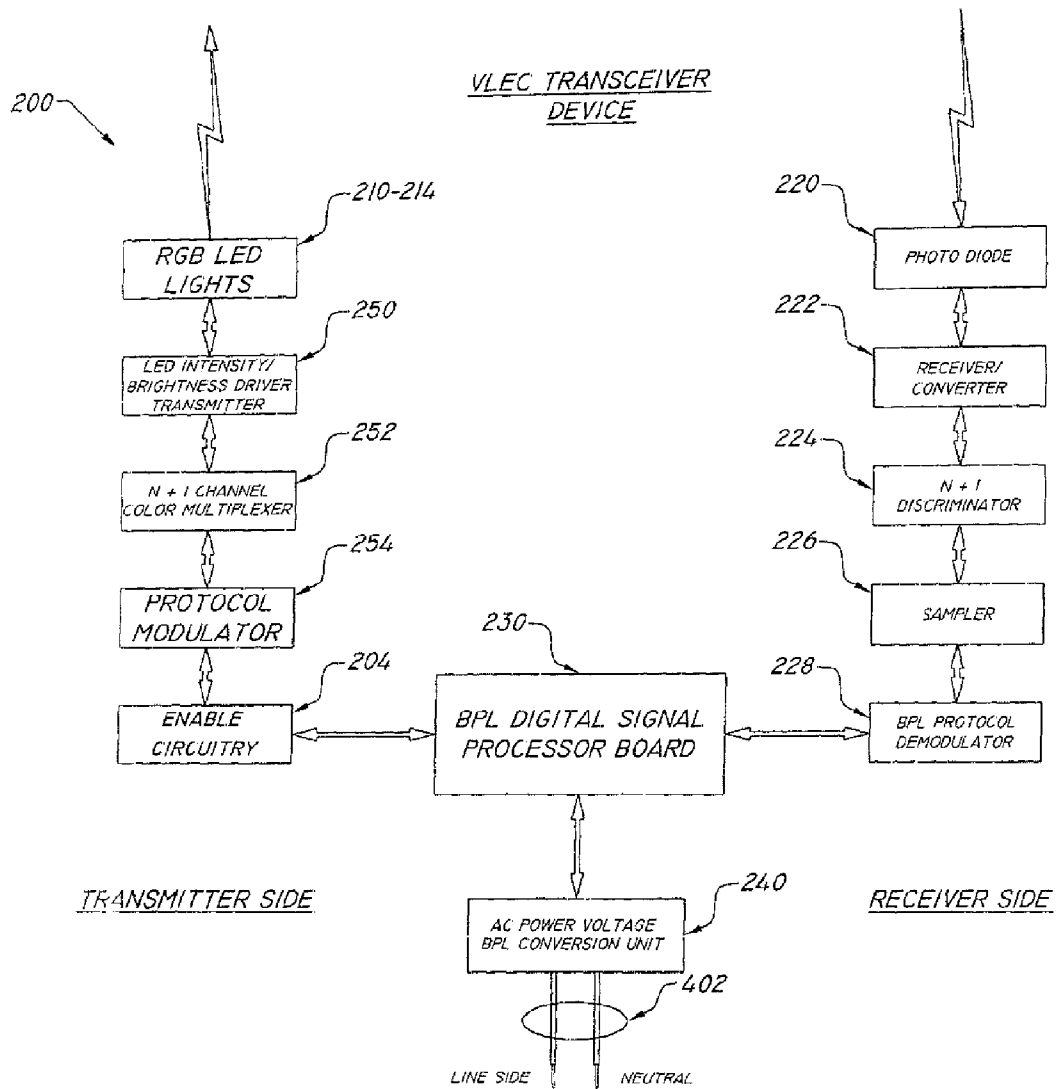 VLEC TRANSCEIVER
DEVICE
200
210-214
RGB LED
LIGHTS
250
LED INTENSITY/
BRIGHTNESS DRIVER
TRANSMITTER
252
N + 1 CHANNEL
COLOR MULTIPLEXER
254
PROTOCOL
MODULATOR
204
ENABLE
CIRCUITRY
230
BPL DIGITAL SIGNAL
PROCESSOR BOARD
220
PHOTO DIODE
222
RECEIVER/
CONVERTER
224
N + 1
DISCRIMINATOR
226
SAMPLER
228
BPL PROTOCOL
DEMODULATOR
TRANSMITTER SIDE
RECEIVER SIDE
240
AC POWER VOLTAGE
BPL CONVERSION UNIT
402
LINE SIDE
NEUTRAL